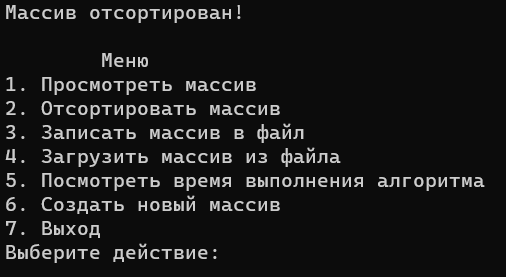 Массив отсортирован!
Меню
1. Просмотреть массив
2. Отсортировать массив
3. Записать массив в файл
4. Загрузить массив из файла
5. Посмотреть время выполнения алгоритма
6. Создать новый массив
7. Выход
Выберите действие: